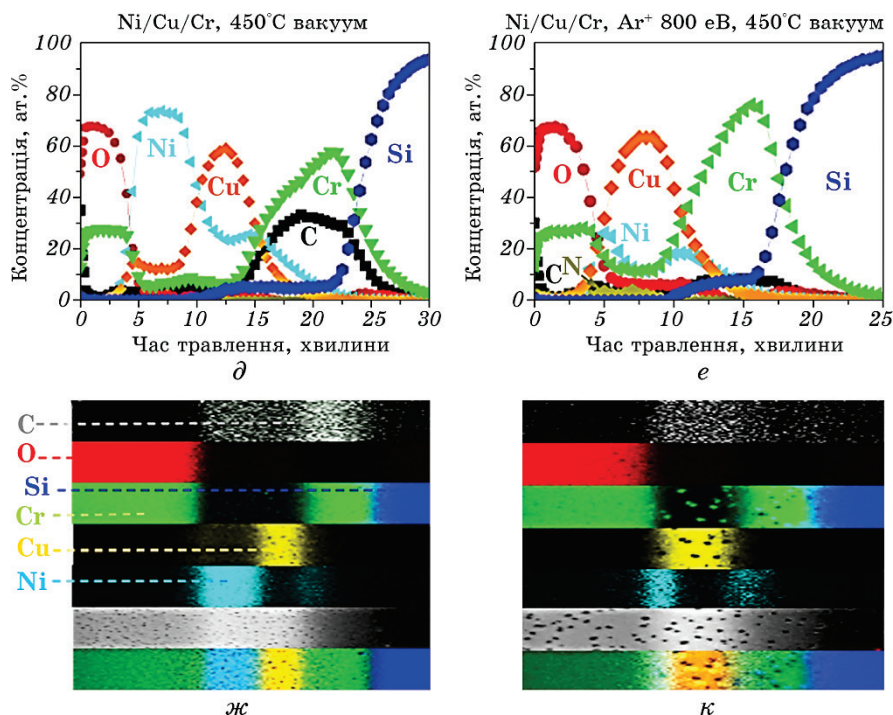 Ni/Cu/Cr, 450°C вакуум
Концентрація, ат.%
100
80
60
40
20
0
O
Ni
Cu
Cr
C
Si
0 5 10 15 20 25 30
Час травлення, хвилини
д
Ni/Cu/Cr, Ar⁺ 800 еВ, 450°C вакуум
Концентрація, ат.%
100
80
60
40
20
0
O
Cu
Ni
Cr
Si
C
N
0 5 10 15 20 25
Час травлення, хвилини
е
C
O
Si
Cr
Cu
Ni
ж
к